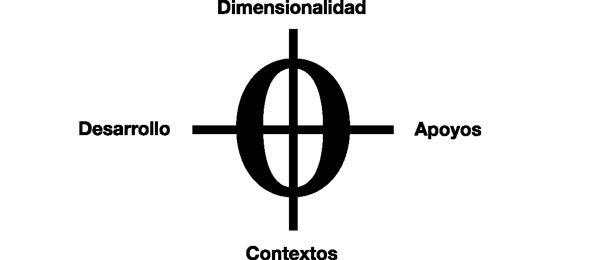 Dimensionalidad
Desarrollo
Apoyos
Contextos